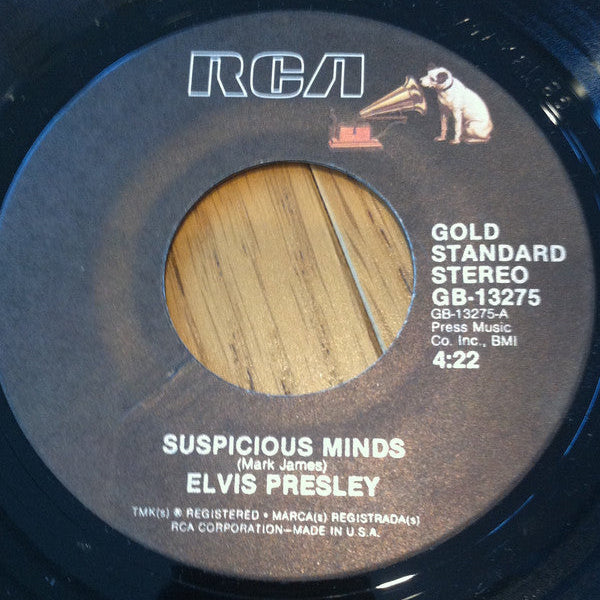 RCA
GOLD
STANDARD
STEREO
GB-13275
GB-13275-A
Press Music
Co. Inc., BMI
4:22
SUSPICIOUS MINDS
(Mark James)
ELVIS PRESLEY
TMK(s) ® REGISTERED • MARCA(s) REGISTRADA(s)
RCA CORPORATION—MADE IN U.S.A.